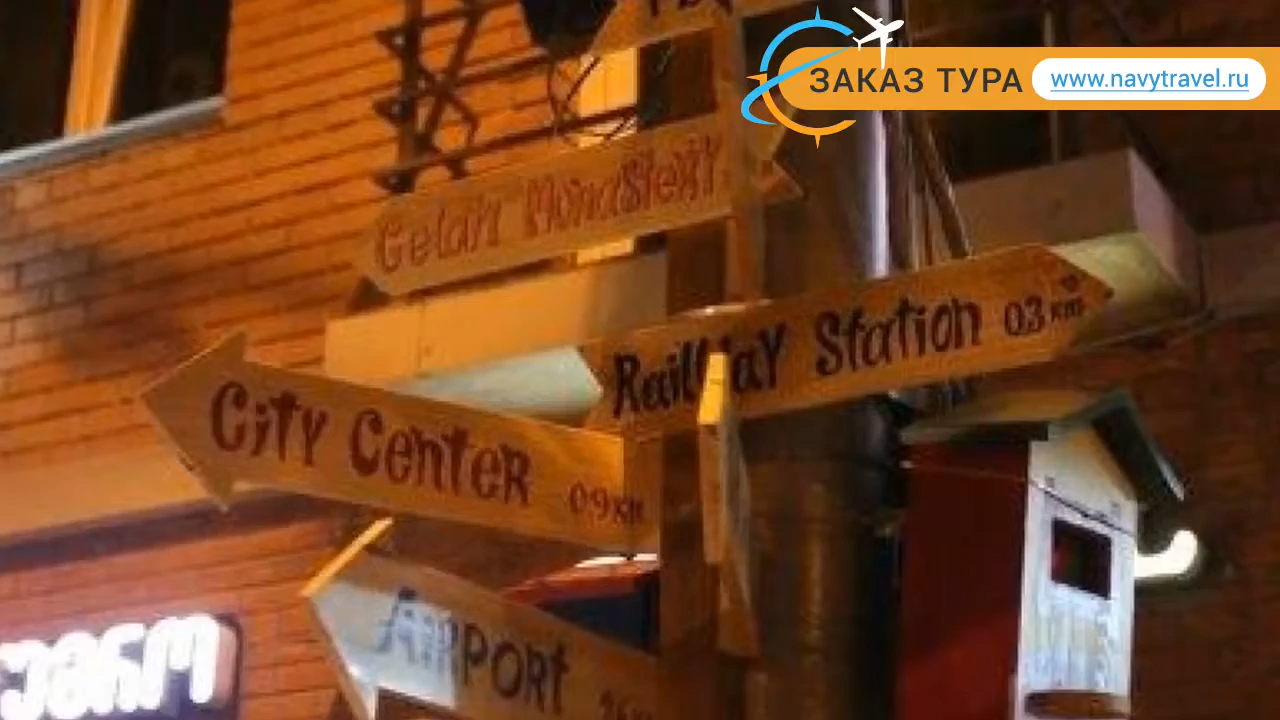 ЗАКАЗ ТУРА
www.navytravel.ru
Gelati Monastery
RailWaY Station 0.3 km
City Center 0.9 km
AiRPORt